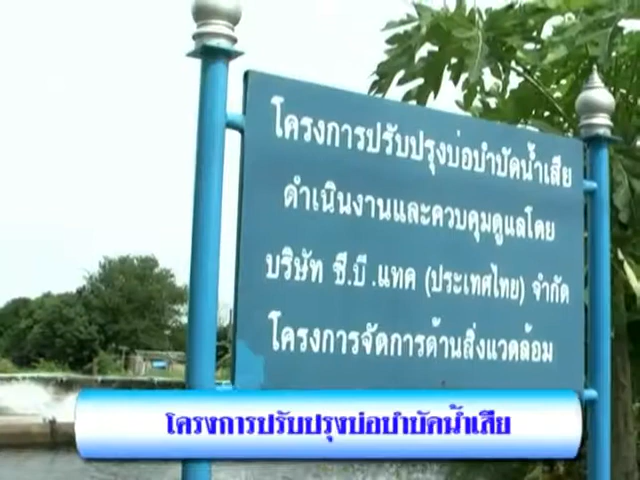 โครงการปรับปรุงบ่อบำบัดน้ำเสีย
ดำเนินงานและควบคุมดูแลโดย
บริษัท ซี.บี.แทค (ประเทศไทย) จำกัด
โครงการจัดการด้านสิ่งแวดล้อม
โครงการปรับปรุงบ่อบำบัดน้ำเสีย